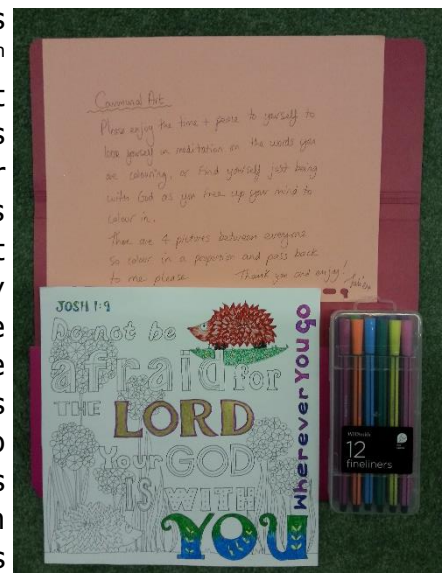 Communal Art
Please enjoy the time + peace to yourself to
lose yourself in meditation on the words you
are colouring, or find yourself just being
with God as you free up your mind to
colour in.
There are 4 pictures between everyone
so colour in a proportion and pass back
to me please
Thank you and enjoy!
JOSH 1:9
Do not be
afraid for
THE LORD
Your GOD
IS WITH
YOU
Wherever You Go
12
fineliners